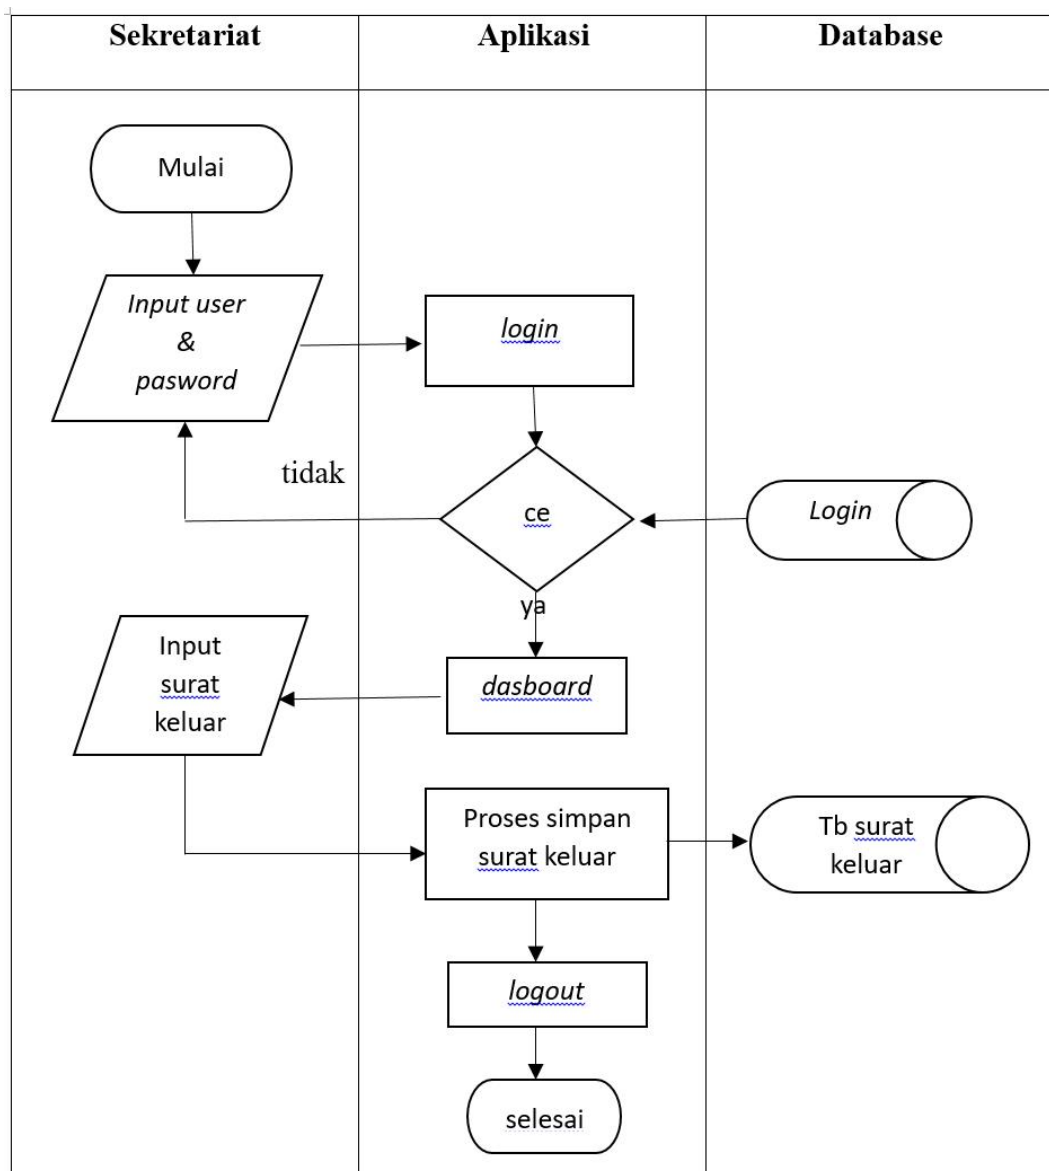 Sekretariat
Aplikasi
Database
Mulai
Input user
&
pasword
login
tidak
ce
Login
ya
Input
surat
keluar
dasboard
Proses simpan
surat keluar
Tb surat
keluar
logout
selesai